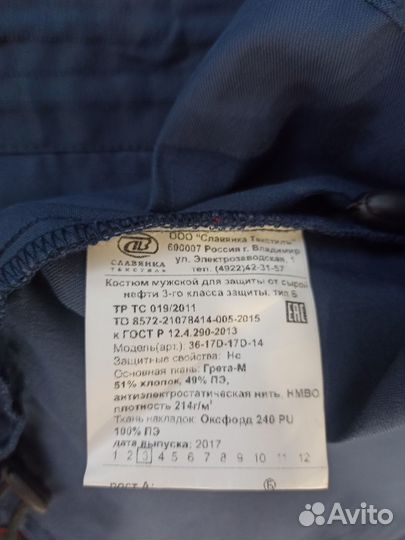 СЛАВЯНКА
ТЕКСТИЛЬ
ООО "Славянка Текстиль"
600007 Россия г. Владимир
ул. Электрозаводская, 1
тел. (4922)42-31-57
Костюм мужской для защиты от сырой
нефти 3-го класса защиты, тип Б
ТР ТС 019/2011
ТО 8572-21078414-005-2015
к ГОСТ Р 12.4.290-2013
EAC
Модель(арт.): 36-17D-17D-14
Защитные свойства: Нс
Основная ткань: Грета-М
51% хлопок, 49% ПЭ,
антиэлектростатическая нить, НМВО
плотность 214г/м²
Ткань накладок: Оксфорд 240 PU
100% ПЭ
дата выпуска: 2017
1 2 3 4 5 6 7 8 9 10 11 12
Avito